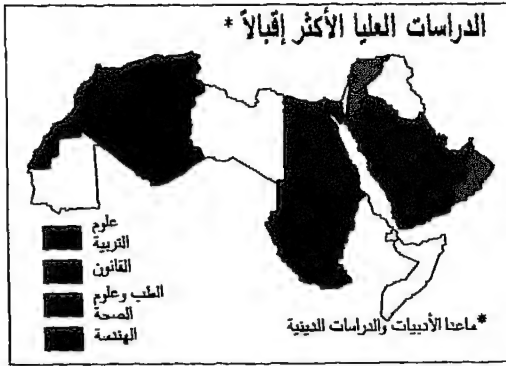 الدراسات العليا الأكثر إقبالاً *
علوم
التربية
القانون
الطب وعلوم
الصحة
الهندسة
*ماعدا الأدبيات والدراسات الدينية